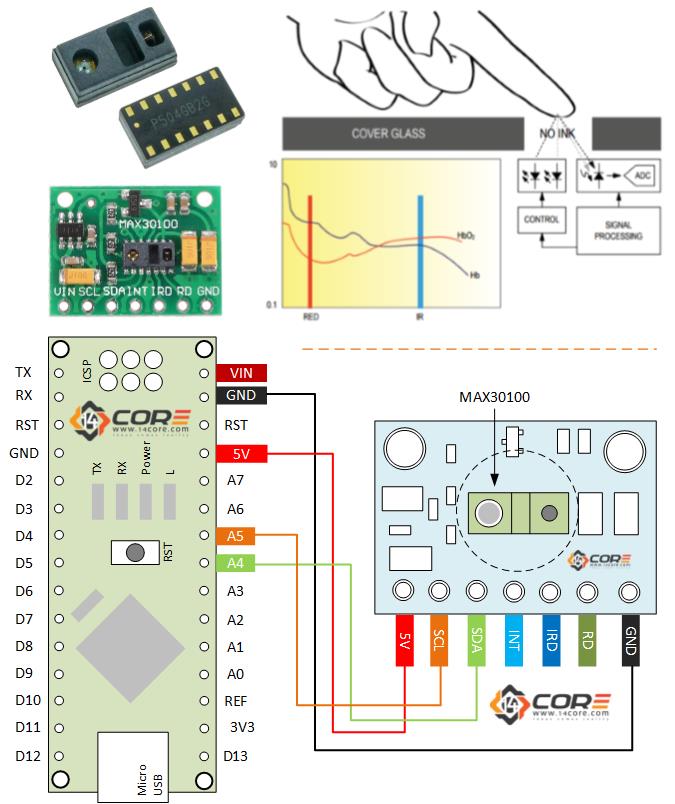 P504GB2G
MAX30100
VIN SCL SDA INT IRD RD GND
COVER GLASS
NO INK
ADC
CONTROL
SIGNAL
PROCESSING
10
0.1
HbO₂
Hb
RED
IR
TX
RX
RST
GND
D2
D3
D4
D5
D6
D7
D8
D9
D10
D11
D12
ICSP
14CORE
www.14core.com
TX
RX
Power
L
RST
Micro
USB
VIN
GND
RST
5V
A7
A6
A5
A4
A3
A2
A1
A0
REF
3V3
D13
MAX30100
14CORE
www.14core.com
5V
SCL
SDA
INT
IRD
RD
GND
14CORE
www.14core.com